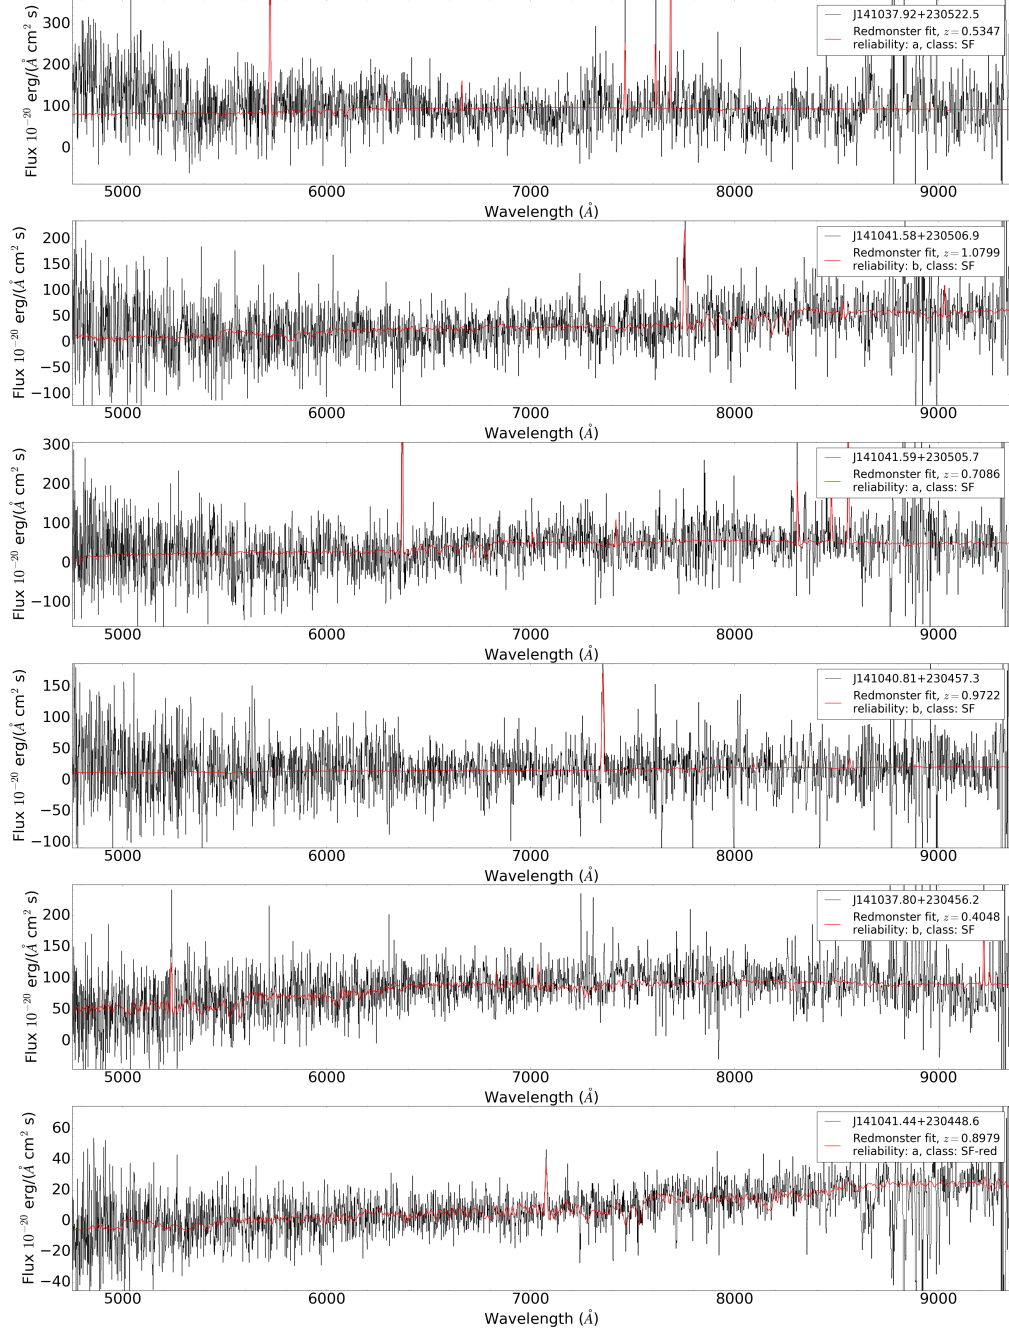 300
200
100
0
Flux 10⁻²⁰ erg/(Å cm² s)
J141037.92+230522.5
Redmonster fit, z=0.5347
reliability: a, class: SF
5000 6000 7000 8000 9000
Wavelength (Å)
200
150
100
50
0
−50
−100
Flux 10⁻²⁰ erg/(Å cm² s)
J141041.58+230506.9
Redmonster fit, z=1.0799
reliability: b, class: SF
5000 6000 7000 8000 9000
Wavelength (Å)
300
200
100
0
−100
Flux 10⁻²⁰ erg/(Å cm² s)
J141041.59+230505.7
Redmonster fit, z=0.7086
reliability: a, class: SF
5000 6000 7000 8000 9000
Wavelength (Å)
150
100
50
0
−50
−100
Flux 10⁻²⁰ erg/(Å cm² s)
J141040.81+230457.3
Redmonster fit, z=0.9722
reliability: b, class: SF
5000 6000 7000 8000 9000
Wavelength (Å)
200
150
100
50
0
Flux 10⁻²⁰ erg/(Å cm² s)
J141037.80+230456.2
Redmonster fit, z=0.4048
reliability: b, class: SF
5000 6000 7000 8000 9000
Wavelength (Å)
60
40
20
0
−20
−40
Flux 10⁻²⁰ erg/(Å cm² s)
J141041.44+230448.6
Redmonster fit, z=0.8979
reliability: a, class: SF-red
5000 6000 7000 8000 9000
Wavelength (Å)